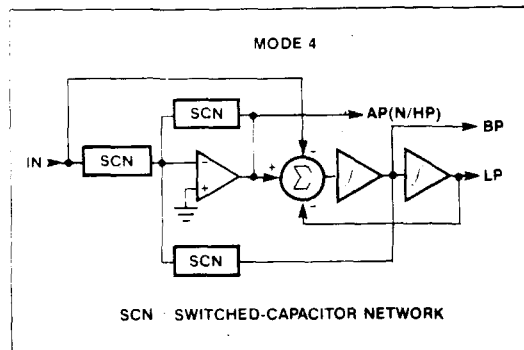 MODE 4
SCN
AP(N/HP)
BP
IN
SCN
-
+
+
-
Σ
-
∫
∫
LP
SCN
SCN SWITCHED-CAPACITOR NETWORK